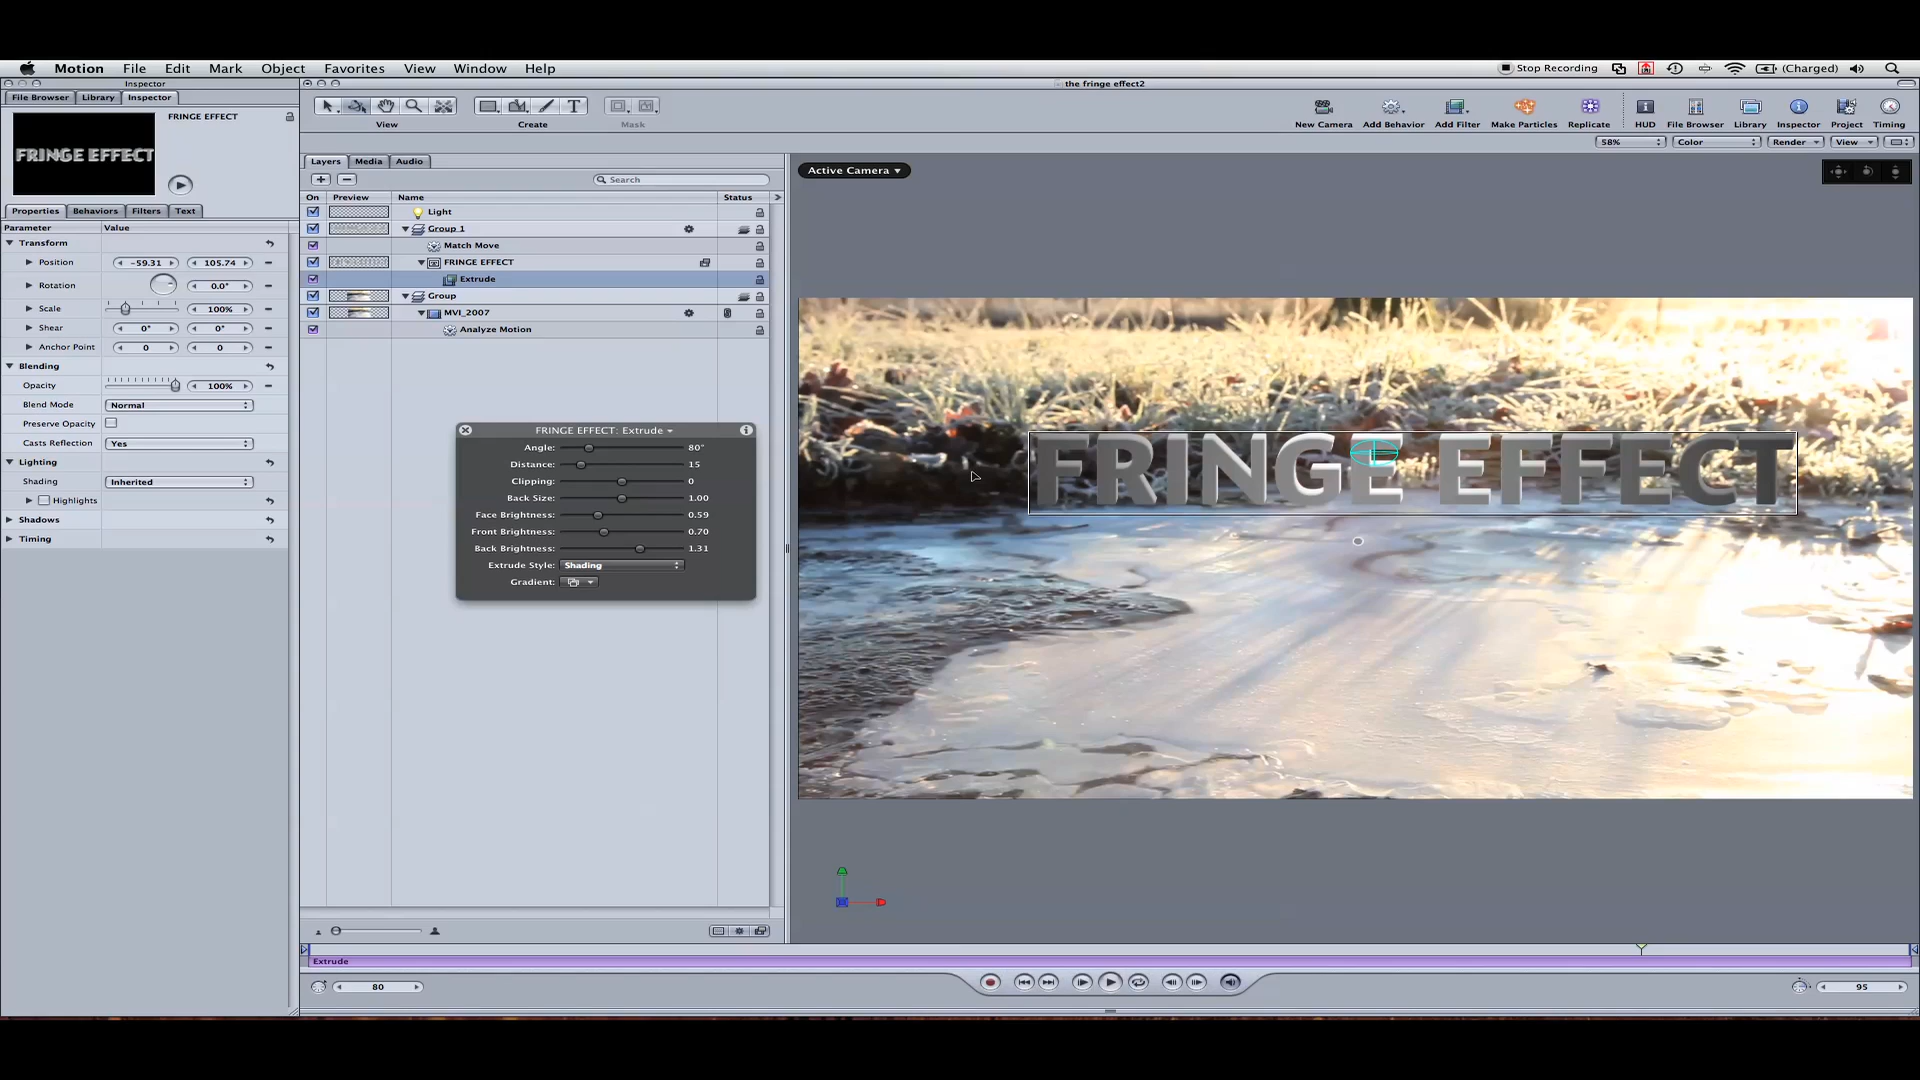 Motion File Edit Mark Object Favorites View Window Help
Stop Recording (Charged)
Inspector
the fringe effect2
File Browser Library Inspector
FRINGE EFFECT
FRINGE EFFECT
View Create Mask
New Camera Add Behavior Add Filter Make Particles Replicate HUD File Browser Library Inspector Project Timing
58% Color Render View
Layers Media Audio
Search
Active Camera
On Preview Name Status
Light
Group 1
Match Move
FRINGE EFFECT
Extrude
Group
MVI_2007
Analyze Motion
Properties Behaviors Filters Text
Parameter Value
Transform
Position -59.31 105.74
Rotation 0.0°
Scale 100%
Shear 0° 0°
Anchor Point 0 0
Blending
Opacity 100%
Blend Mode Normal
Preserve Opacity
Casts Reflection Yes
Lighting
Shading Inherited
Highlights
Shadows
Timing
FRINGE EFFECT: Extrude
Angle: 80°
Distance: 15
Clipping: 0
Back Size: 1.00
Face Brightness: 0.59
Front Brightness: 0.70
Back Brightness: 1.31
Extrude Style: Shading
Gradient:
FRINGE EFFECT
Extrude
80
95